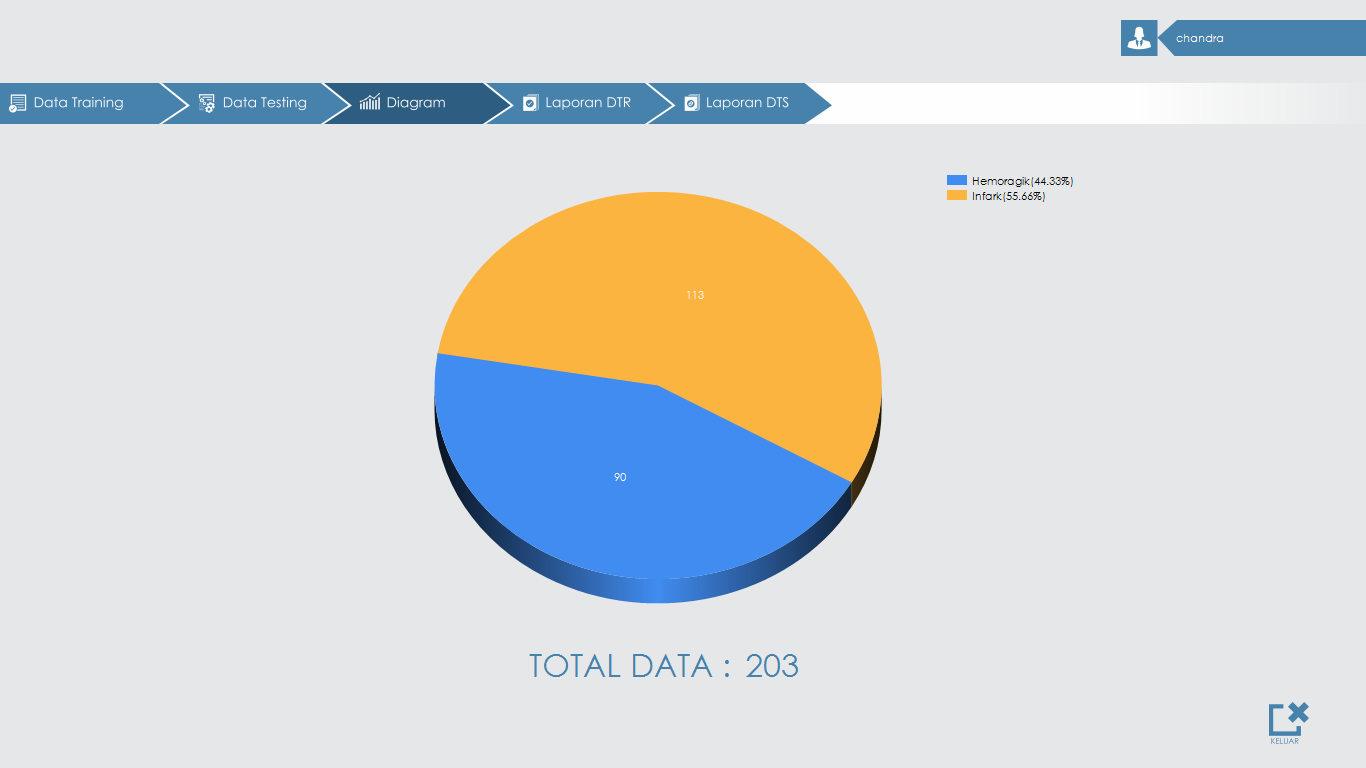 chandra
Data Training
Data Testing
Diagram
Laporan DTR
Laporan DTS
Hemoragik(44.33%)
Infark(55.66%)
113
90
TOTAL DATA : 203
KELUAR